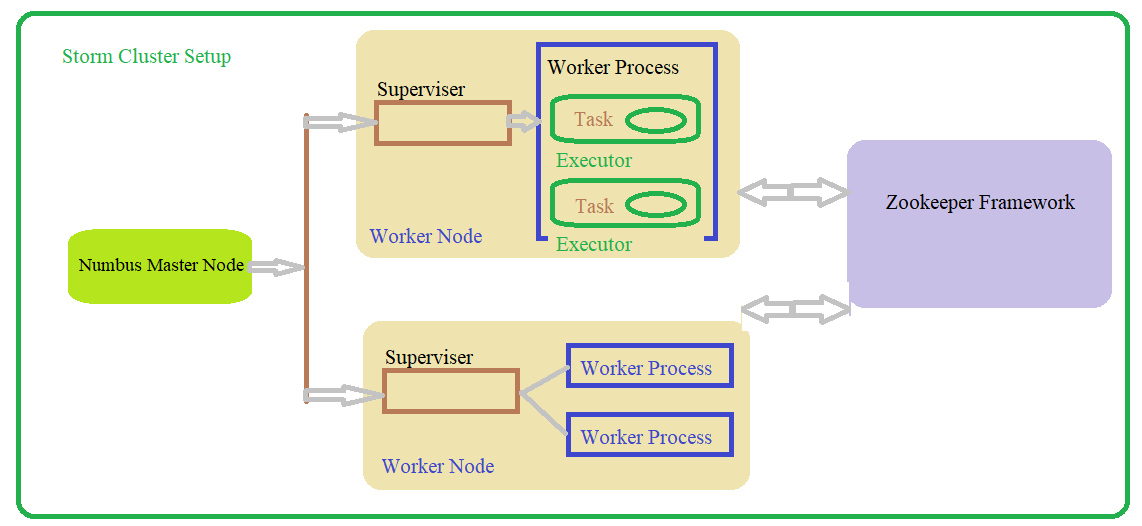 Storm Cluster Setup
Numbus Master Node
Superviser
Worker Process
Task
Executor
Task
Executor
Worker Node
Superviser
Worker Process
Worker Process
Worker Node
Zookeeper Framework